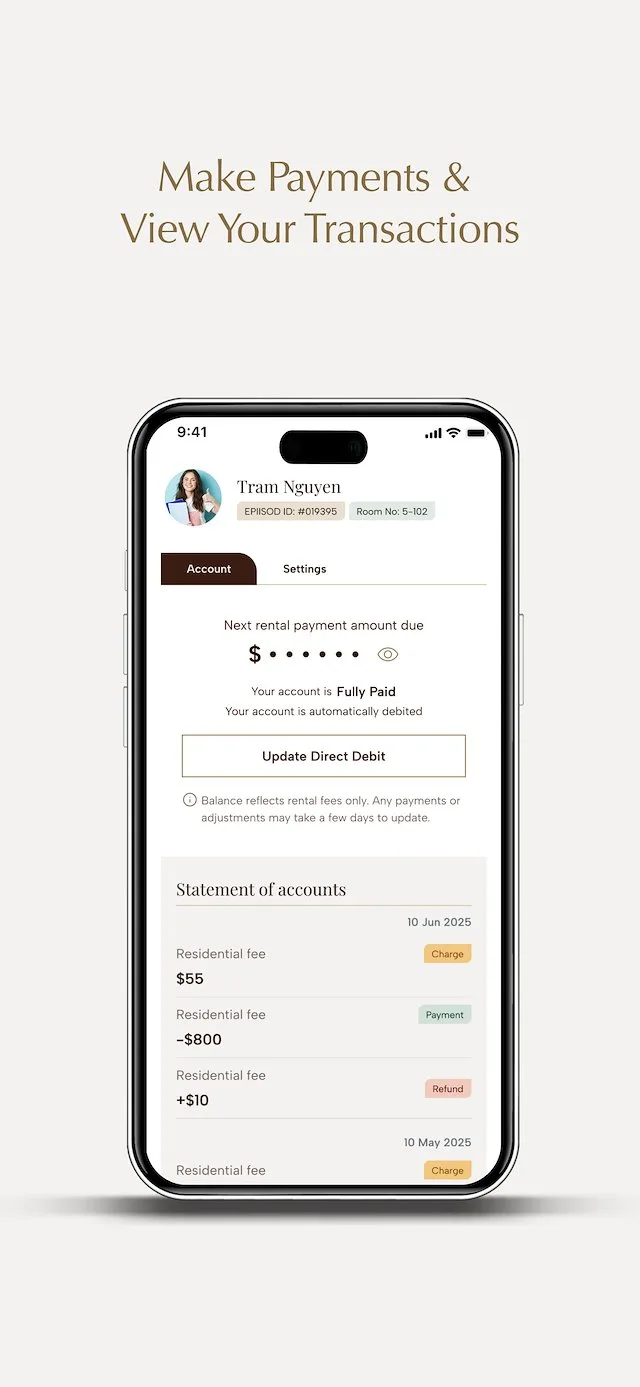 Make Payments &
View Your Transactions
9:41
Tram Nguyen
EPIISOD ID: #019395
Room No: 5-102
Account
Settings
Next rental payment amount due
$ • • • • • •
Your account is Fully Paid
Your account is automatically debited
Update Direct Debit
Balance reflects rental fees only. Any payments or
adjustments may take a few days to update.
Statement of accounts
10 Jun 2025
Residential fee
Charge
$55
Residential fee
Payment
-$800
Residential fee
Refund
+$10
10 May 2025
Residential fee
Charge